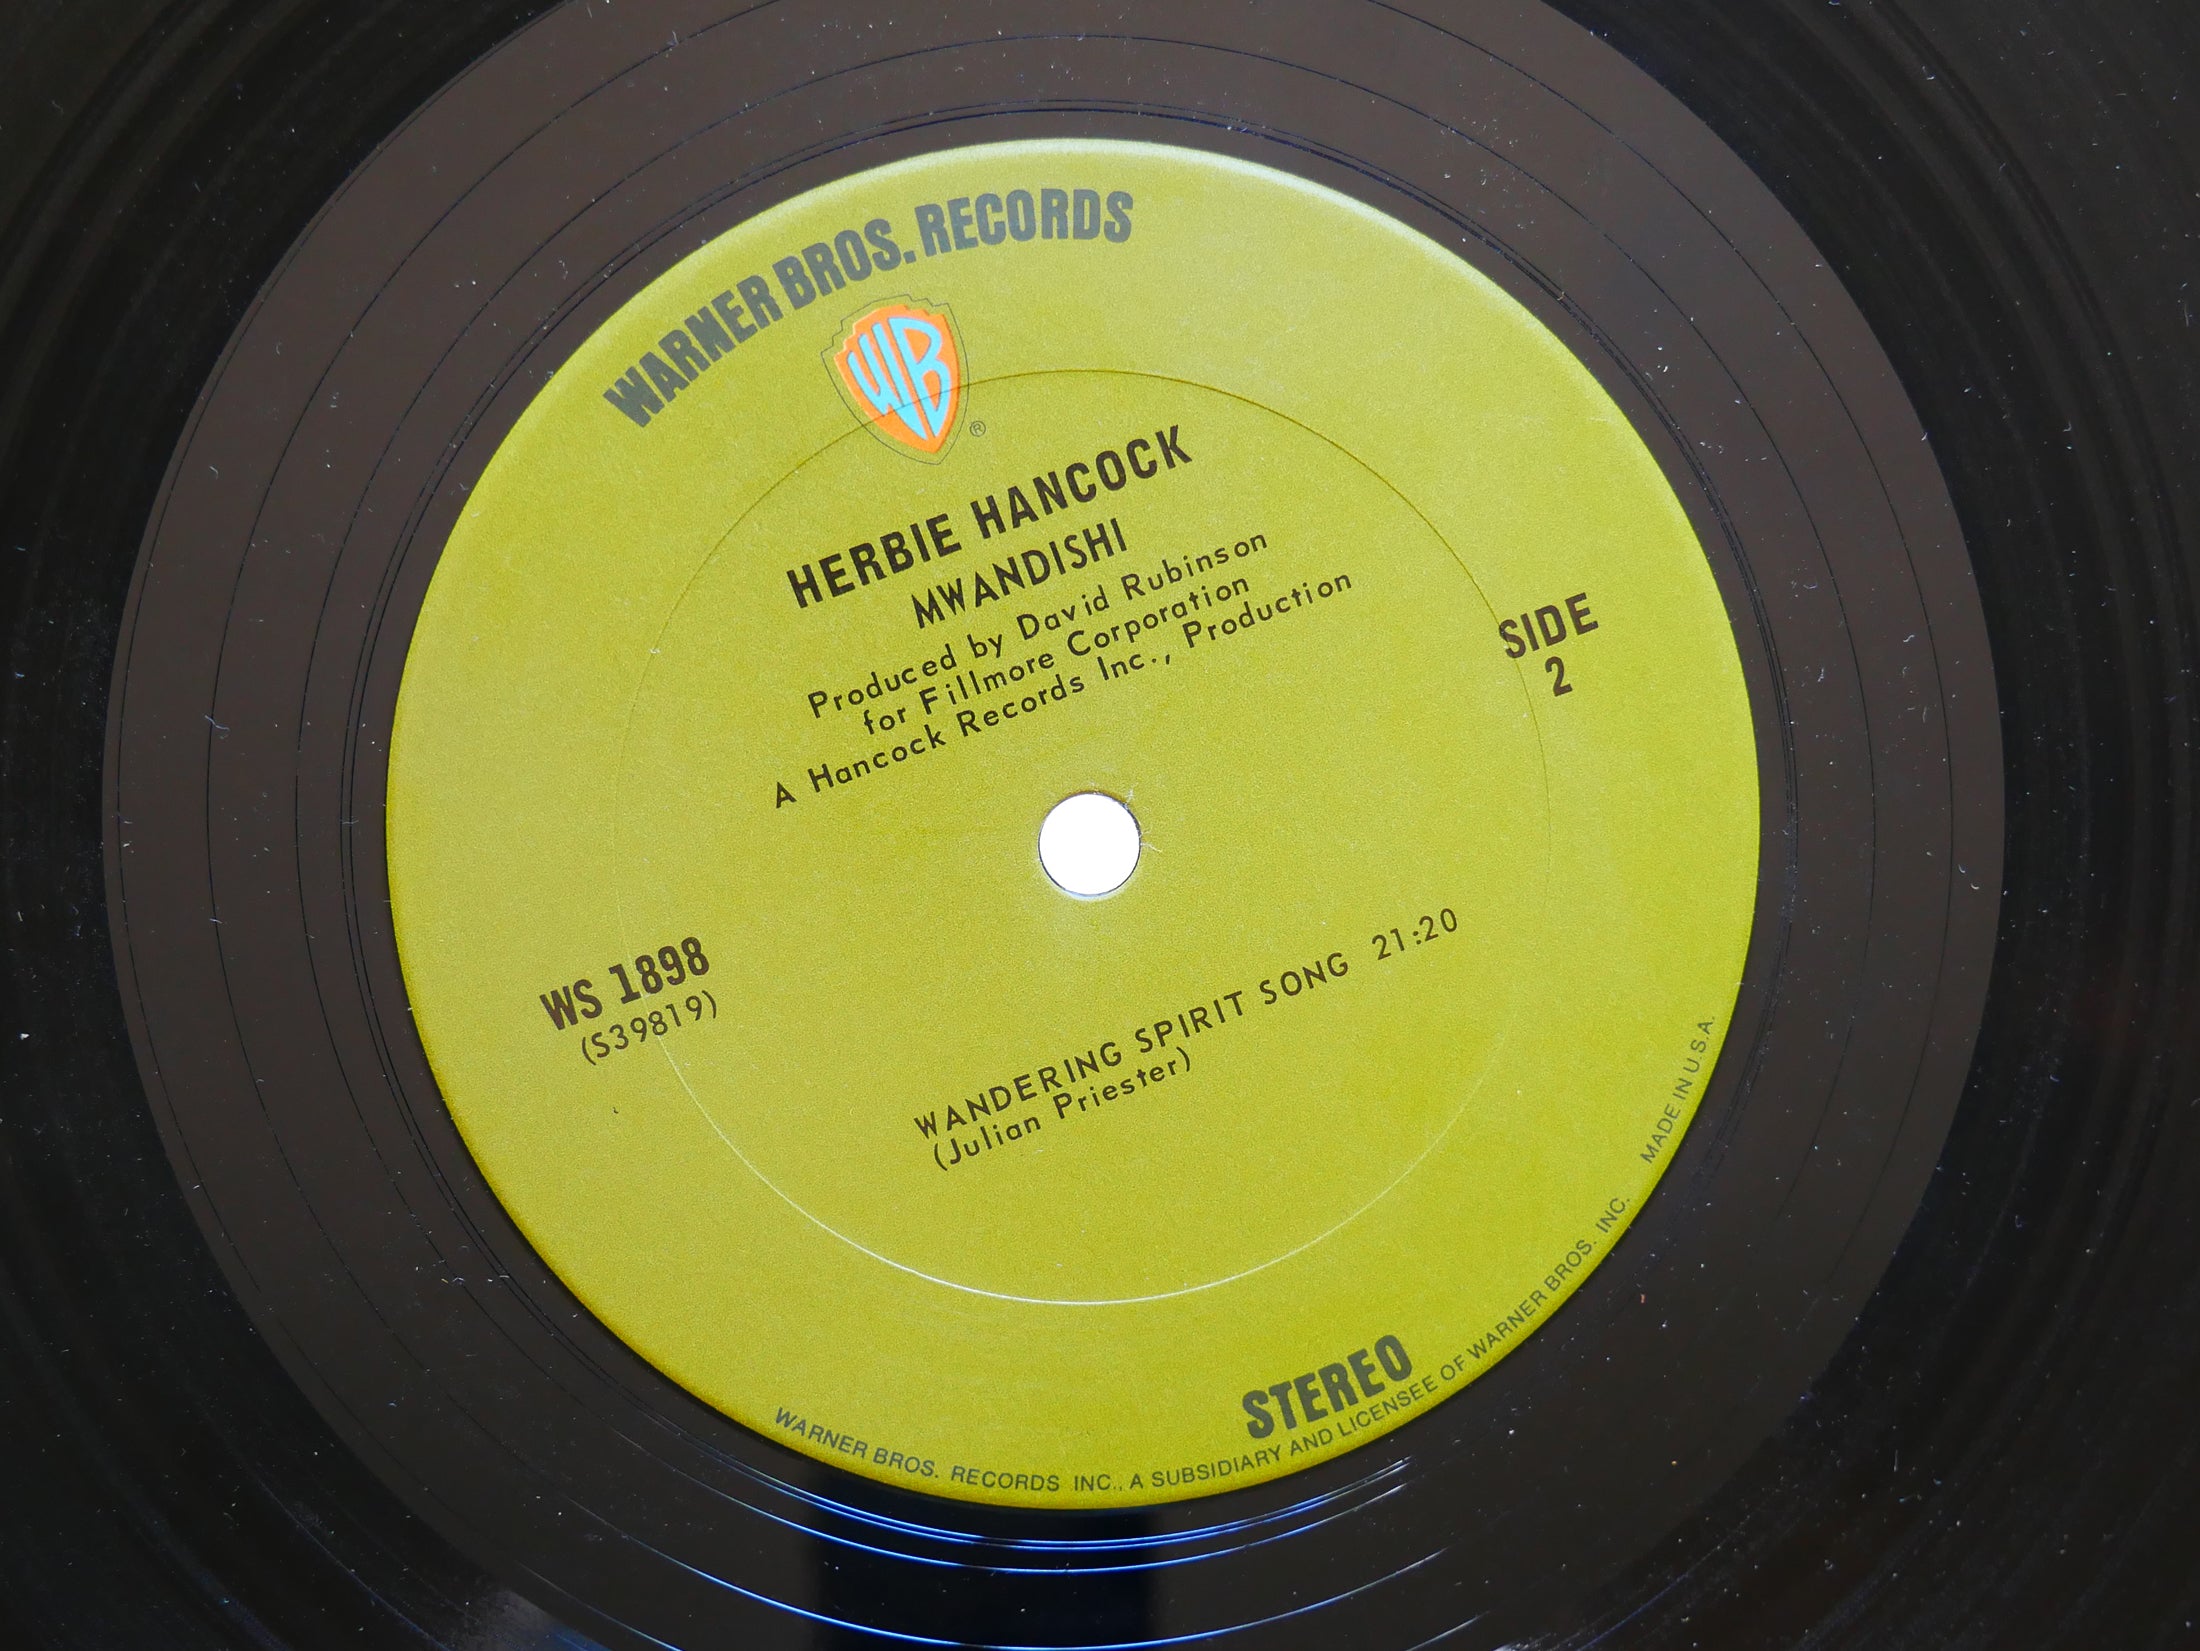 WARNER BROS. RECORDS
WB
®
HERBIE HANCOCK
MWANDISHI
Produced by David Rubinson
for Fillmore Corporation
A Hancock Records Inc., Production
SIDE
2
WS 1898
(S39819)
WANDERING SPIRIT SONG 21:20
(Julian Priester)
STEREO
WARNER BROS. RECORDS INC., A SUBSIDIARY AND LICENSEE OF WARNER BROS. INC. MADE IN U.S.A.